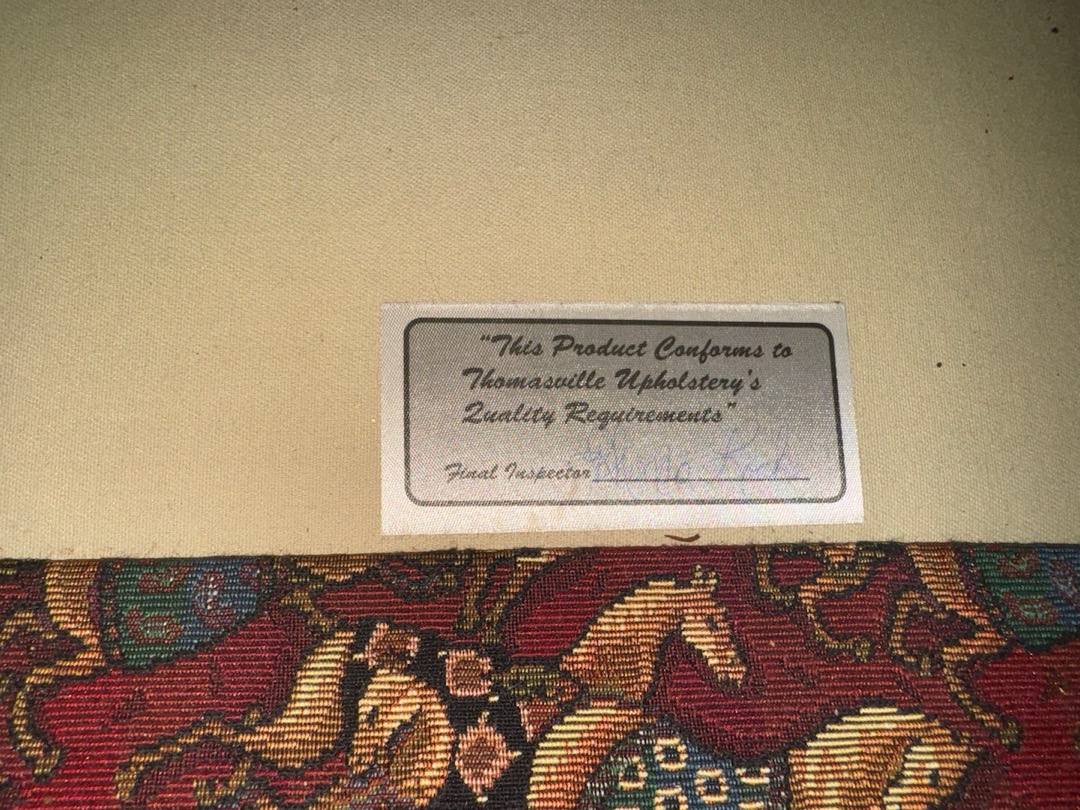 "This Product Conforms to
Thomasville Upholstery's
Quality Requirements"
Final Inspector